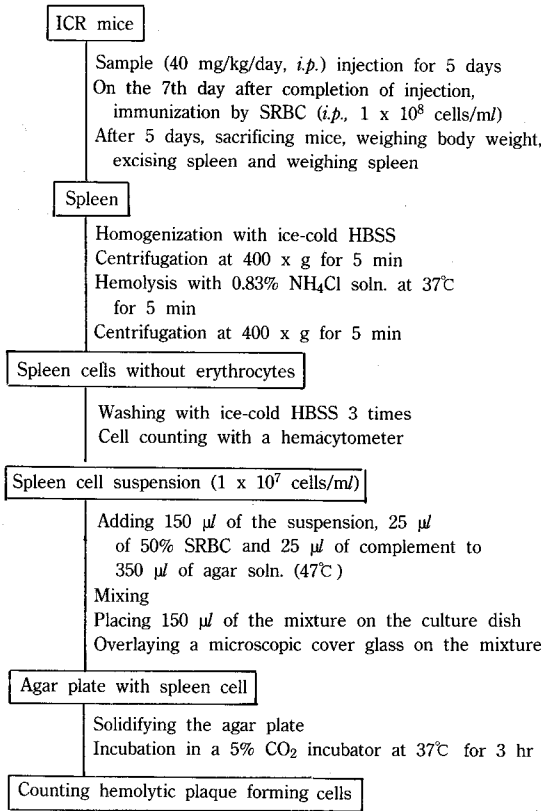 ICR mice
Sample (40 mg/kg/day, i.p.) injection for 5 days
On the 7th day after completion of injection,
immunization by SRBC (i.p., 1 x 10⁸ cells/ml)
After 5 days, sacrificing mice, weighing body weight,
excising spleen and weighing spleen
Spleen
Homogenization with ice-cold HBSS
Centrifugation at 400 x g for 5 min
Hemolysis with 0.83% NH₄Cl soln. at 37℃
for 5 min
Centrifugation at 400 x g for 5 min
Spleen cells without erythrocytes
Washing with ice-cold HBSS 3 times
Cell counting with a hemacytometer
Spleen cell suspension (1 x 10⁷ cells/ml)
Adding 150 μl of the suspension, 25 μl
of 50% SRBC and 25 μl of complement to
350 μl of agar soln. (47℃)
Mixing
Placing 150 μl of the mixture on the culture dish
Overlaying a microscopic cover glass on the mixture
Agar plate with spleen cell
Solidifying the agar plate
Incubation in a 5% CO₂ incubator at 37℃ for 3 hr
Counting hemolytic plaque forming cells